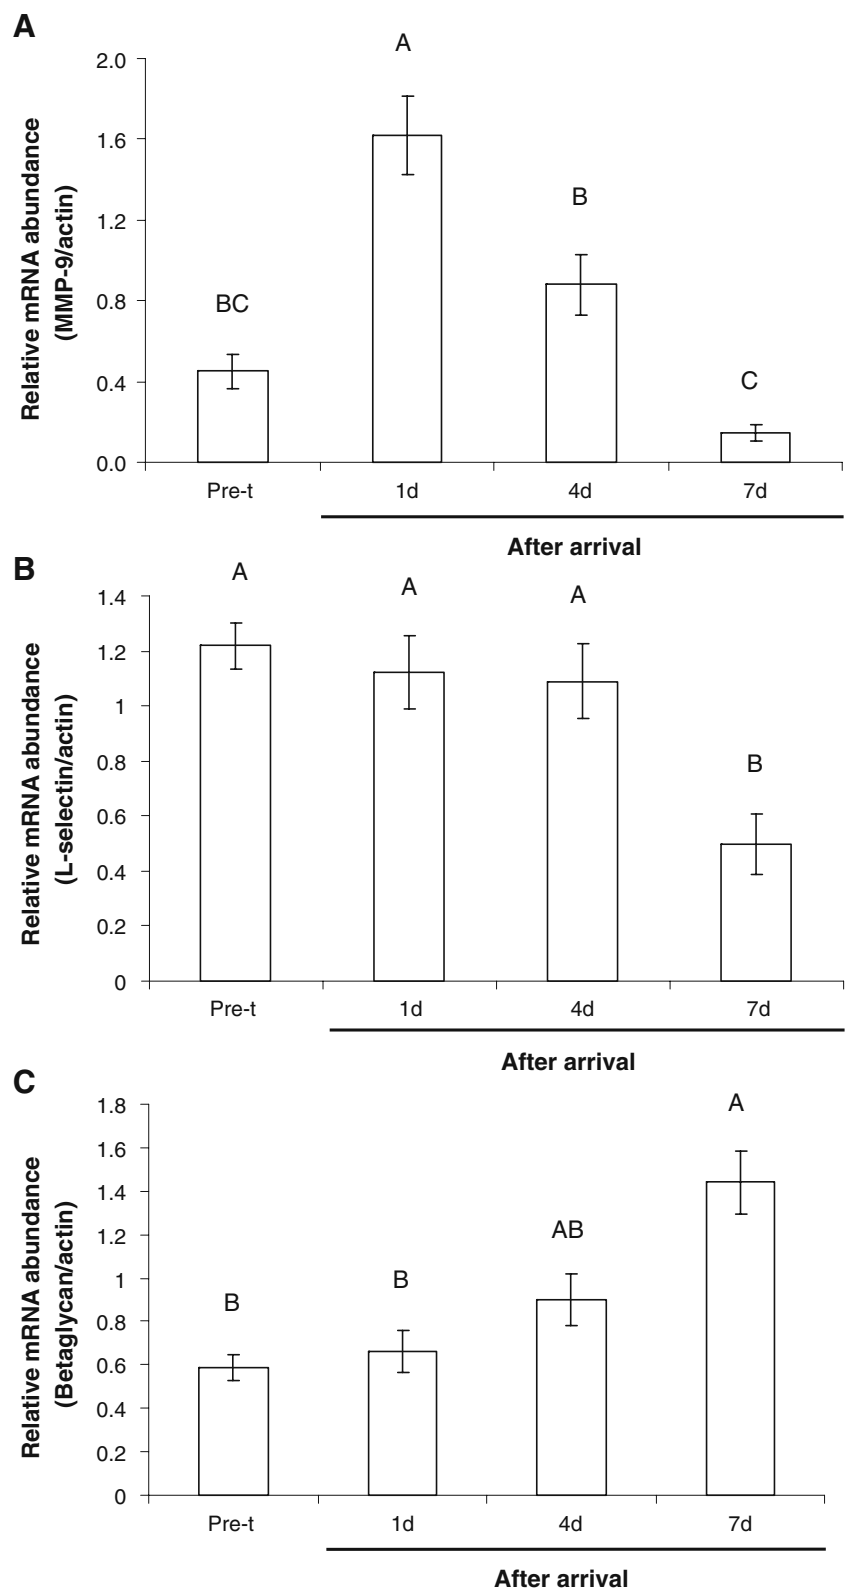 A
Relative mRNA abundance
(MMP-9/actin)
2.0
1.6
1.2
0.8
0.4
0.0
BC
A
B
C
Pre-t 1d 4d 7d
After arrival
B
Relative mRNA abundance
(L-selectin/actin)
1.4
1.2
1
0.8
0.6
0.4
0.2
0
A
A
A
B
Pre-t 1d 4d 7d
After arrival
C
Relative mRNA abundance
(Betaglycan/actin)
1.8
1.6
1.4
1.2
1
0.8
0.6
0.4
0.2
0
B
B
AB
A
Pre-t 1d 4d 7d
After arrival